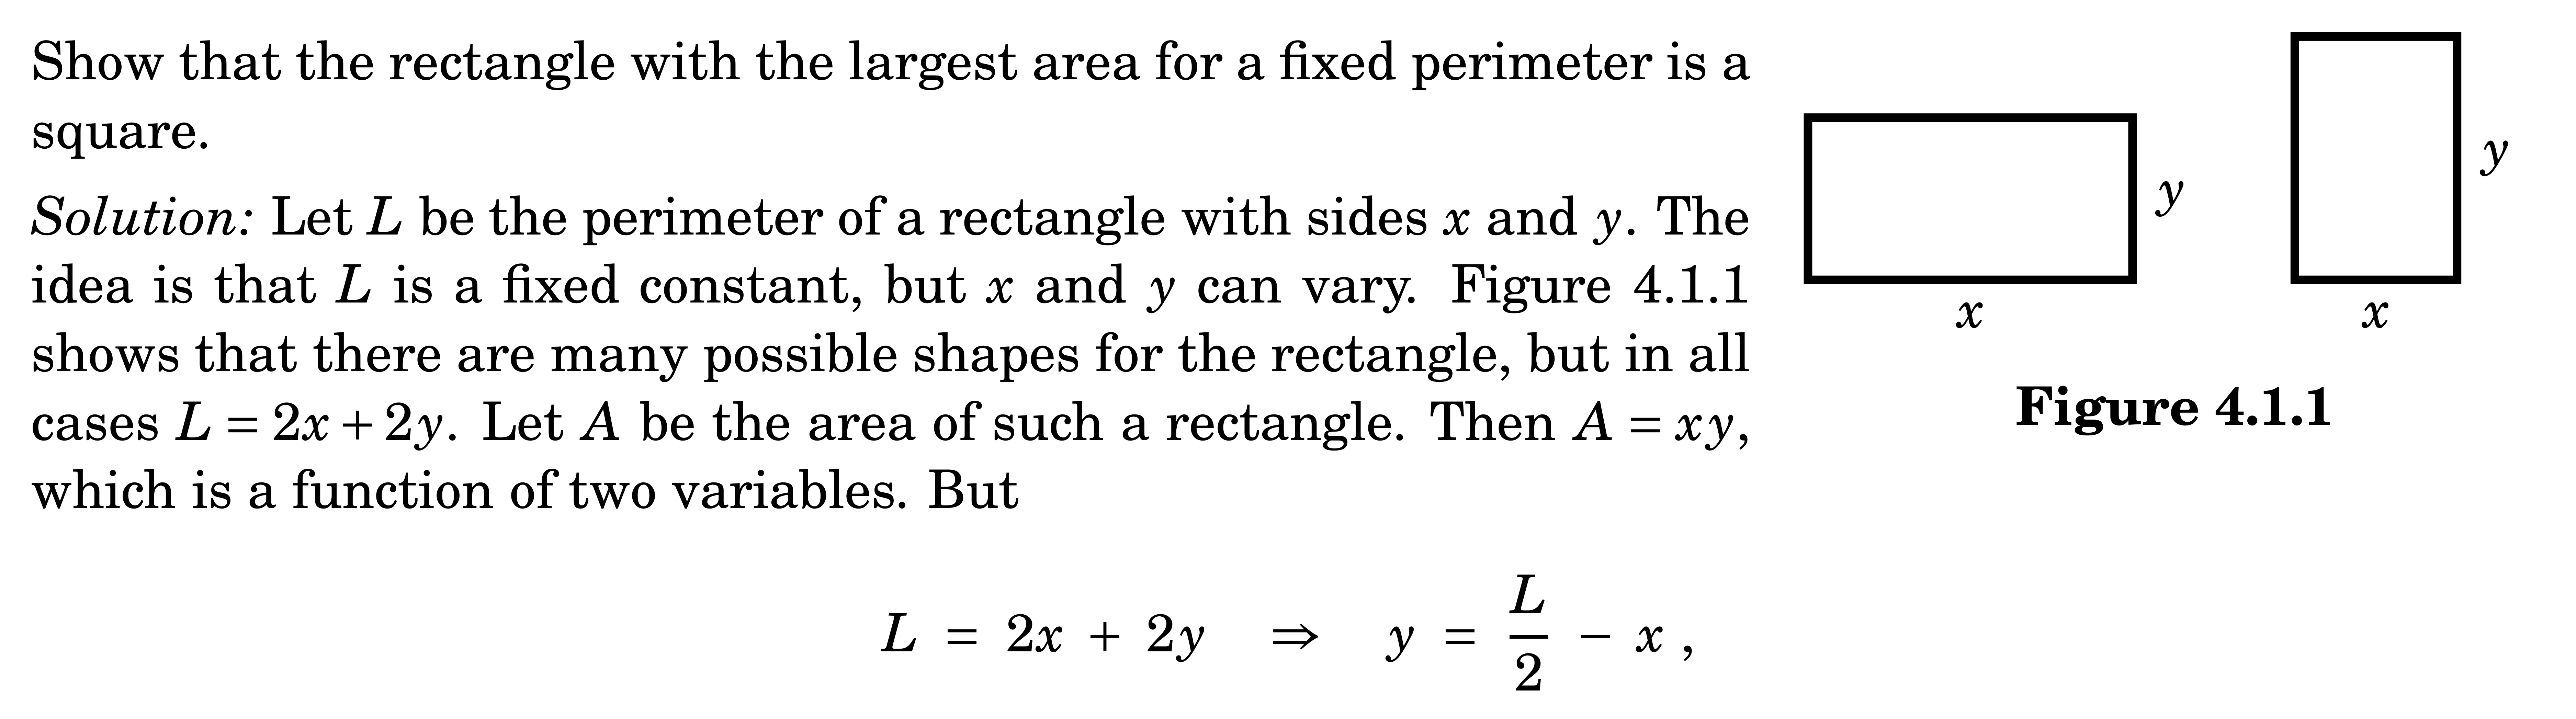 Show that the rectangle with the largest area for a fixed perimeter is a
square.
Solution: Let L be the perimeter of a rectangle with sides x and y. The
idea is that L is a fixed constant, but x and y can vary. Figure 4.1.1
shows that there are many possible shapes for the rectangle, but in all
cases L = 2x + 2y. Let A be the area of such a rectangle. Then A = xy,
which is a function of two variables. But
L = 2x + 2y ⇒ y = L/2 − x ,
y
x
y
x
Figure 4.1.1